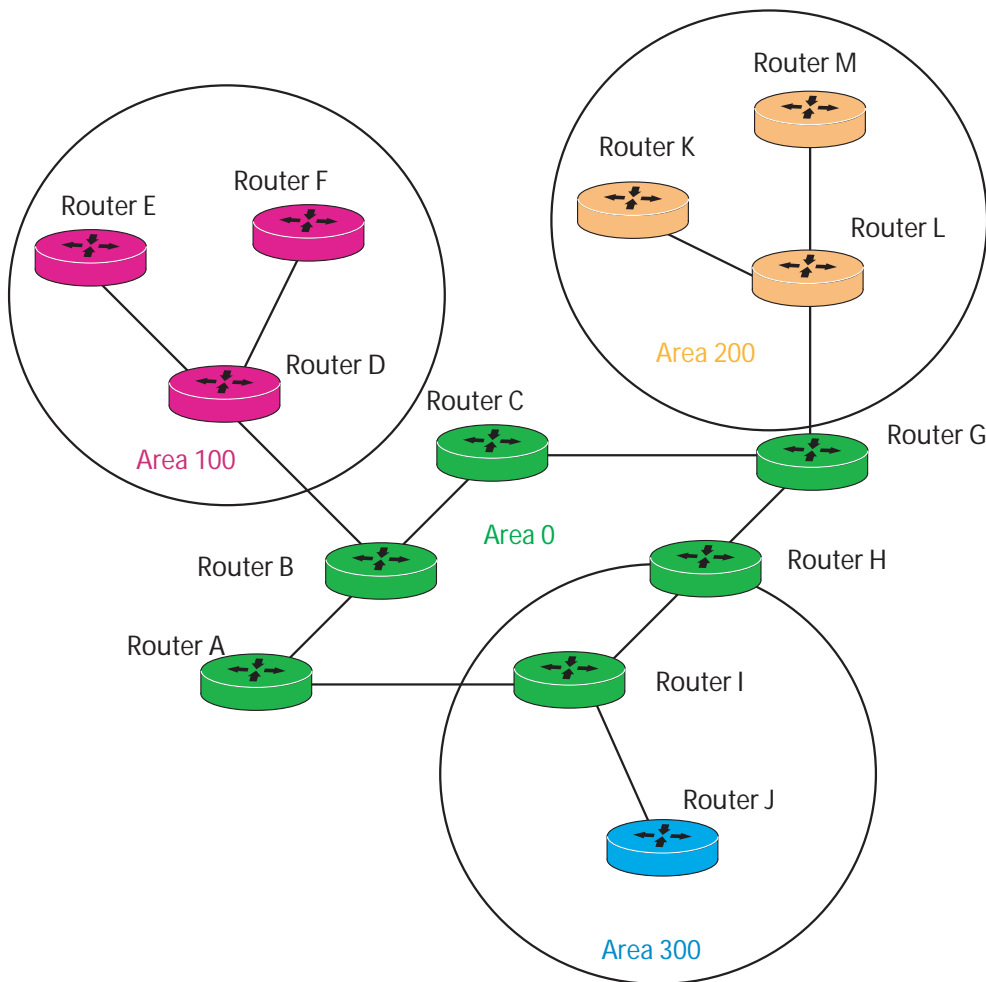 Router M
Router F
Router K
Router E
Router L
Area 200
Router D
Router C
Router G
Area 100
Area 0
Router B
Router H
Router A
Router I
Router J
Area 300